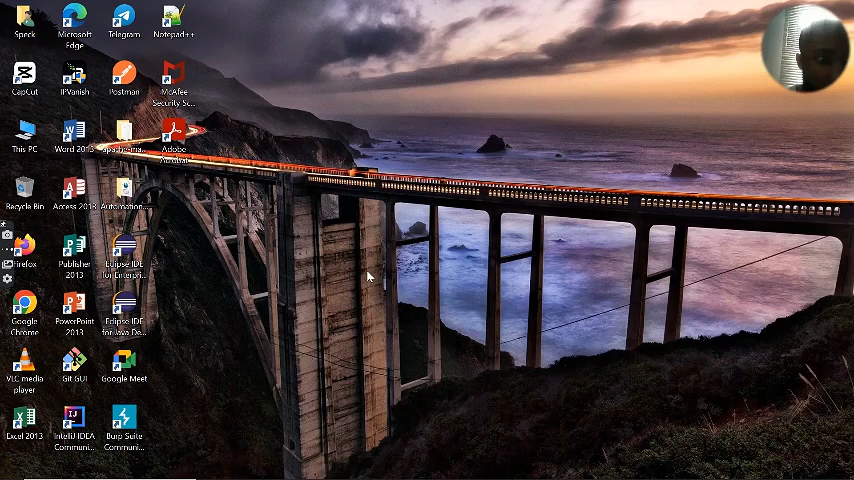 Speck
Microsoft
Edge
Telegram
Notepad++
CapCut
IPVanish
Postman
McAfee
Security Sc...
This PC
Word 2013
apache-ma...
Adobe
Acrobat
Recycle Bin
Access 2013
Automation...
Firefox
Publisher
2013
Eclipse IDE
for Enterpri...
Google
Chrome
PowerPoint
2013
Eclipse IDE
for Java De...
VLC media
player
Git GUI
Google Meet
Excel 2013
IntelliJ IDEA
Communi...
Burp Suite
Communi...